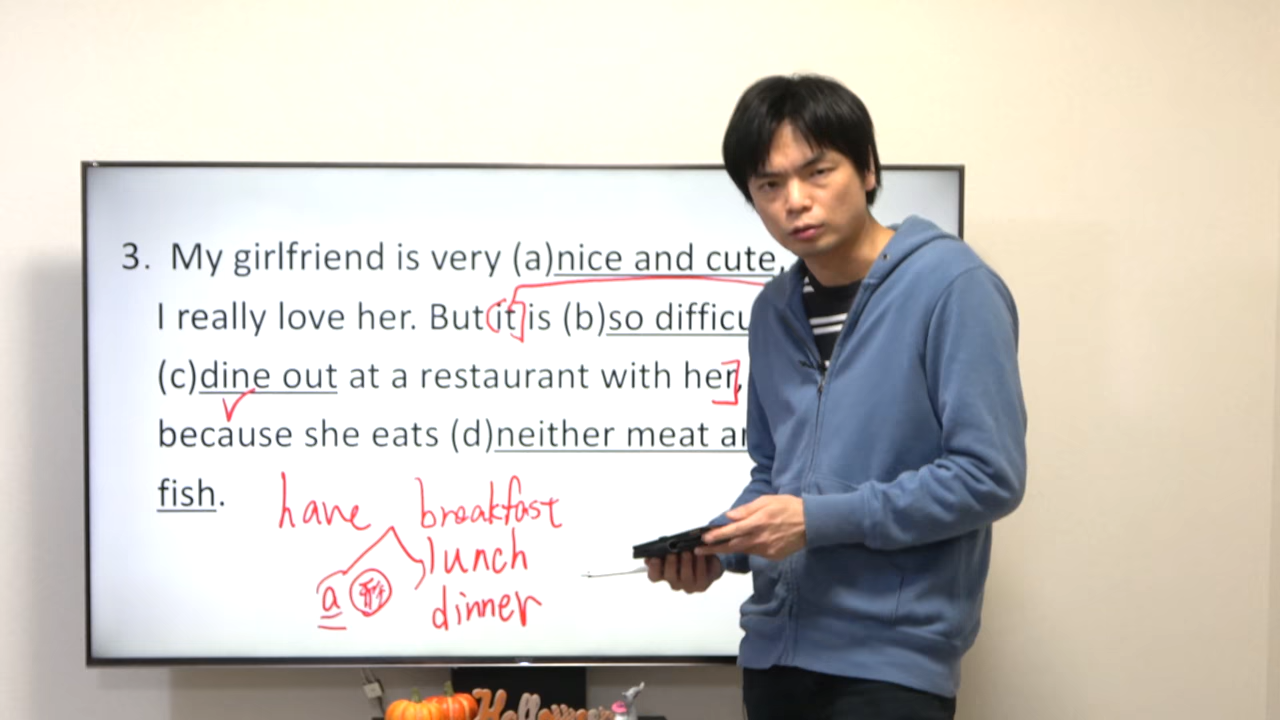 3. My girlfriend is very (a)nice and cute,
I really love her. But it is (b)so difficu
(c)dine out at a restaurant with her,
because she eats (d)neither meat an
fish.
have breakfast
lunch
a 形 dinner
Halloween